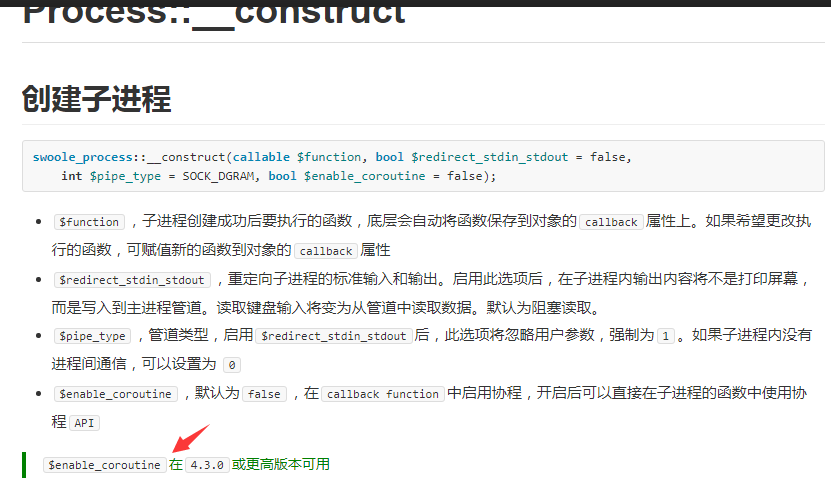 Process::__construct
创建子进程
swoole_process::__construct(callable $function, bool $redirect_stdin_stdout = false,
int $pipe_type = SOCK_DGRAM, bool $enable_coroutine = false);
$function ，子进程创建成功后要执行的函数，底层会自动将函数保存到对象的 callback 属性上。如果希望更改执
行的函数，可赋值新的函数到对象的 callback 属性
$redirect_stdin_stdout ，重定向子进程的标准输入和输出。启用此选项后，在子进程内输出内容将不是打印屏幕，
而是写入到主进程管道。读取键盘输入将变为从管道中读取数据。默认为阻塞读取。
$pipe_type ，管道类型，启用 $redirect_stdin_stdout 后，此选项将忽略用户参数，强制为 1 。如果子进程内没有
进程间通信，可以设置为 0
$enable_coroutine ，默认为 false ，在 callback function 中启用协程，开启后可以直接在子进程的函数中使用协
程 API
$enable_coroutine 在 4.3.0 或更高版本可用